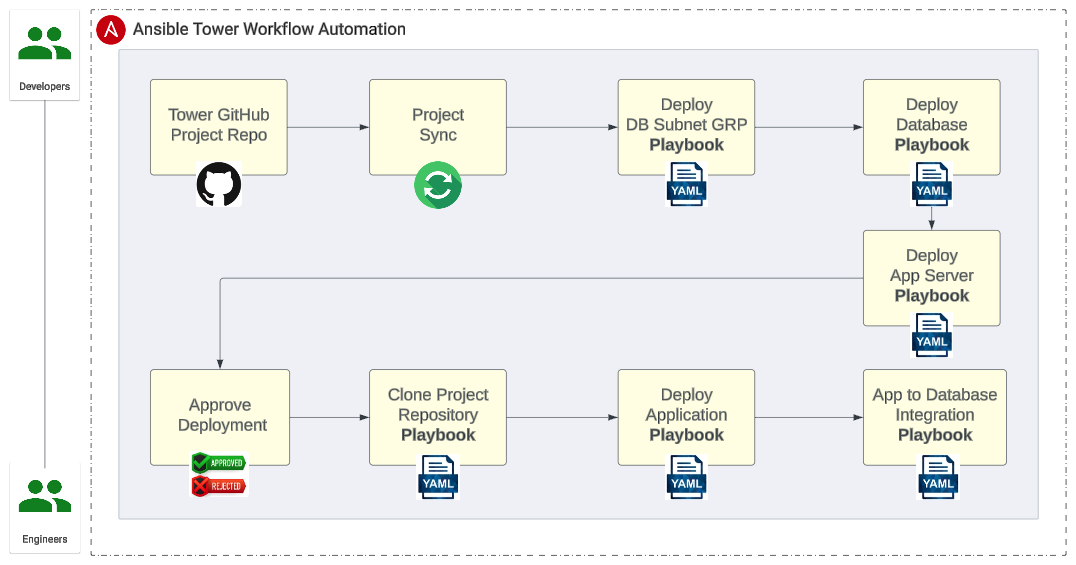 Developers
Ansible Tower Workflow Automation
Tower GitHub
Project Repo
Project
Sync
Deploy
DB Subnet GRP
Playbook
YAML
Deploy
Database
Playbook
YAML
Deploy
App Server
Playbook
YAML
Approve
Deployment
APPROVED
REJECTED
Clone Project
Repository
Playbook
YAML
Deploy
Application
Playbook
YAML
App to Database
Integration
Playbook
YAML
Engineers